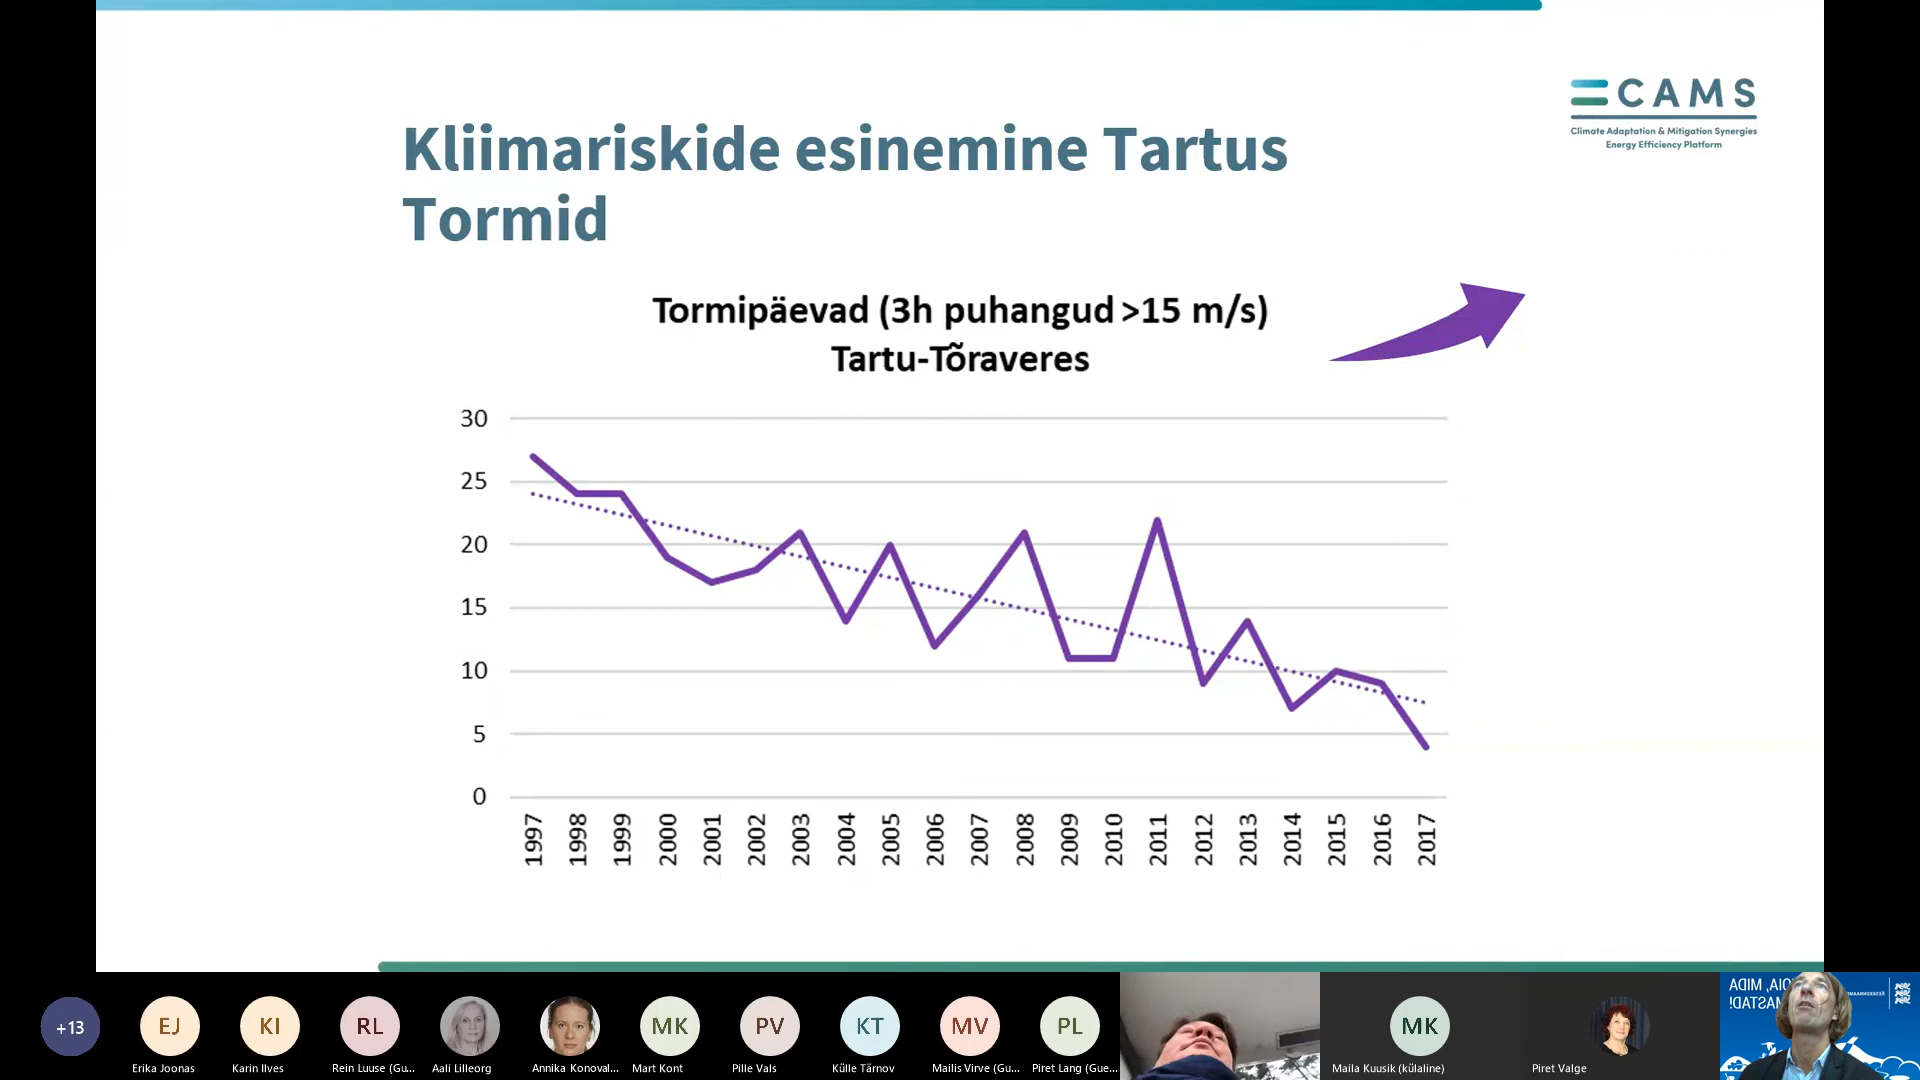 CAMS
Climate Adaptation & Mitigation Synergies
Energy Efficiency Platform
Kliimariskide esinemine Tartus
Tormid
Tormipäevad (3h puhangud >15 m/s)
Tartu-Tõraveres
30
25
20
15
10
5
0
1997 1998 1999 2000 2001 2002 2003 2004 2005 2006 2007 2008 2009 2010 2011 2012 2013 2014 2015 2016 2017
+13
EJ
KI
RL
MK
PV
KT
MV
PL
MK
Erika Joonas
Karin Ilves
Rein Luuse (Gu...
Aali Lilleorg
Annika Konoval...
Mart Kont
Pille Vals
Külle Tärnov
Mailis Virve (Gu...
Piret Lang (Gue...
Maila Kuusik (külaline)
Piret Valge